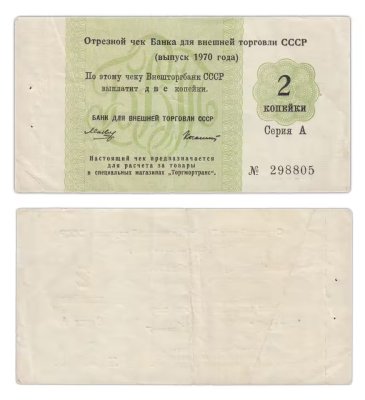 Отрезной чек Банка для внешней торговли СССР
(выпуск 1970 года)
По этому чеку Внешторгбанк СССР
выплатит две копейки.
БАНК ДЛЯ ВНЕШНЕЙ ТОРГОВЛИ СССР
Настоящий чек предназначается
для расчета за товары
в специальных магазинах „Торгмортранс".
2
КОПЕЙКИ
Серия А
№ 298805